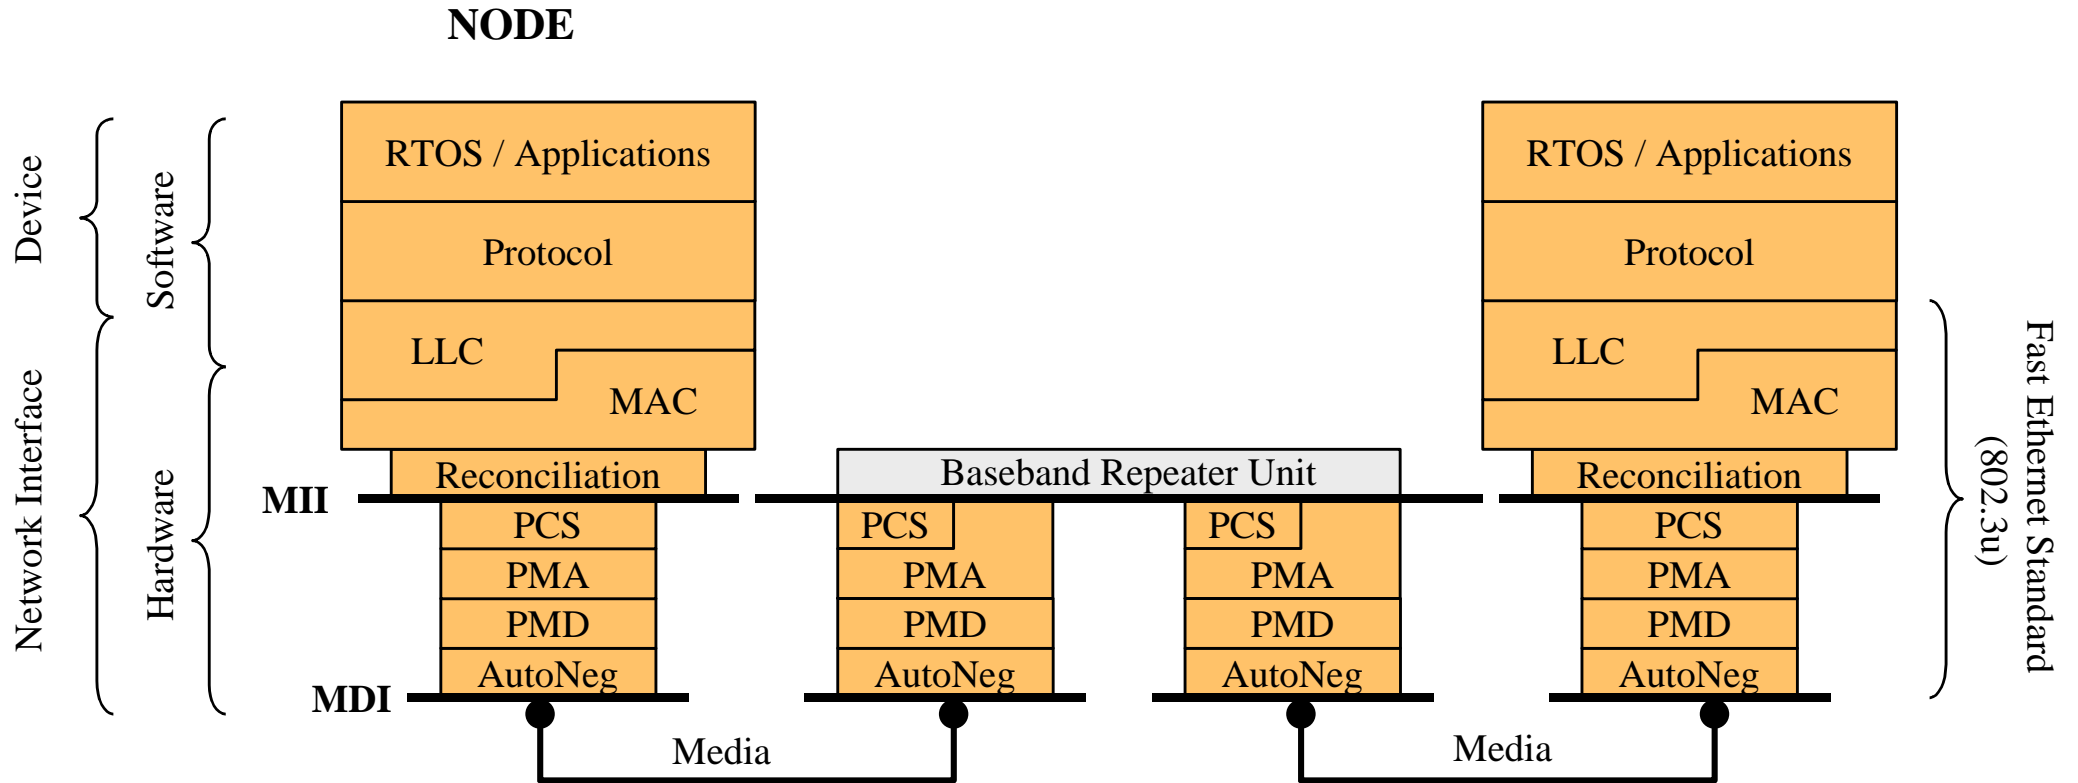 NODE
Device
Network Interface
Software
Hardware
RTOS / Applications
Protocol
LLC
MAC
Reconciliation
MII
PCS
PMA
PMD
AutoNeg
MDI
Baseband Repeater Unit
PCS
PMA
PMD
AutoNeg
PCS
PMA
PMD
AutoNeg
RTOS / Applications
Protocol
LLC
MAC
Reconciliation
PCS
PMA
PMD
AutoNeg
Media
Media
Fast Ethernet Standard
(802.3u)